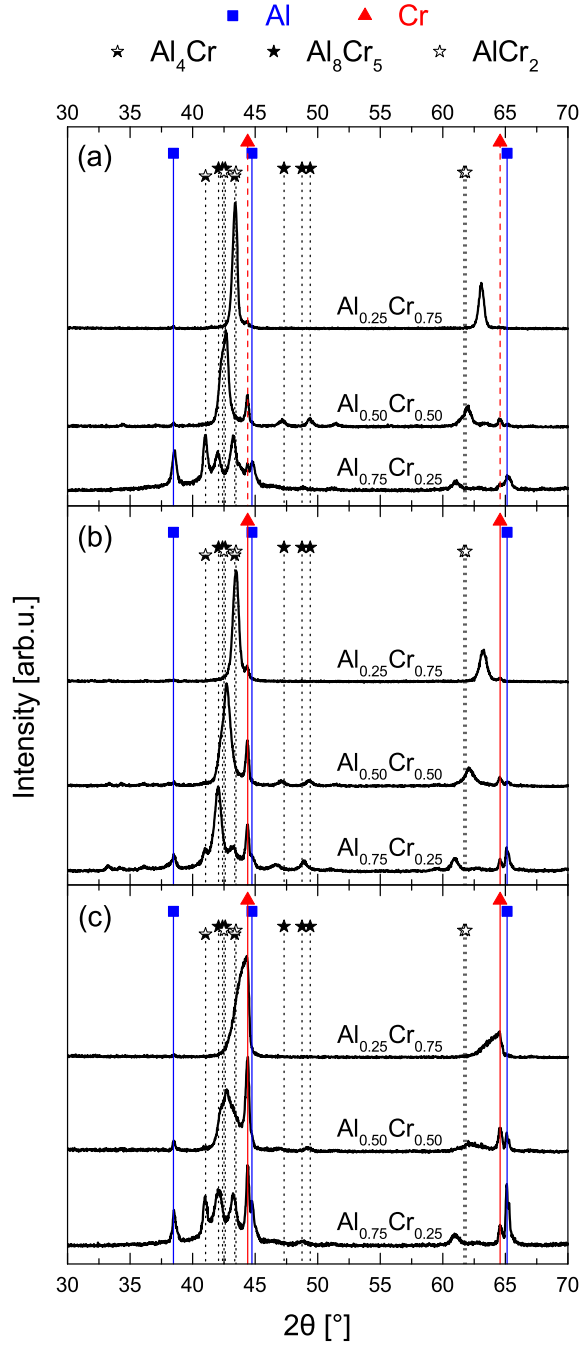 Al Cr
Al₄Cr Al₈Cr₅ AlCr₂
30 35 40 45 50 55 60 65 70
(a)
Al₀.₂₅Cr₀.₇₅
Al₀.₅₀Cr₀.₅₀
Al₀.₇₅Cr₀.₂₅
(b)
Al₀.₂₅Cr₀.₇₅
Al₀.₅₀Cr₀.₅₀
Al₀.₇₅Cr₀.₂₅
(c)
Al₀.₂₅Cr₀.₇₅
Al₀.₅₀Cr₀.₅₀
Al₀.₇₅Cr₀.₂₅
30 35 40 45 50 55 60 65 70
2θ [°]
Intensity [arb.u.]